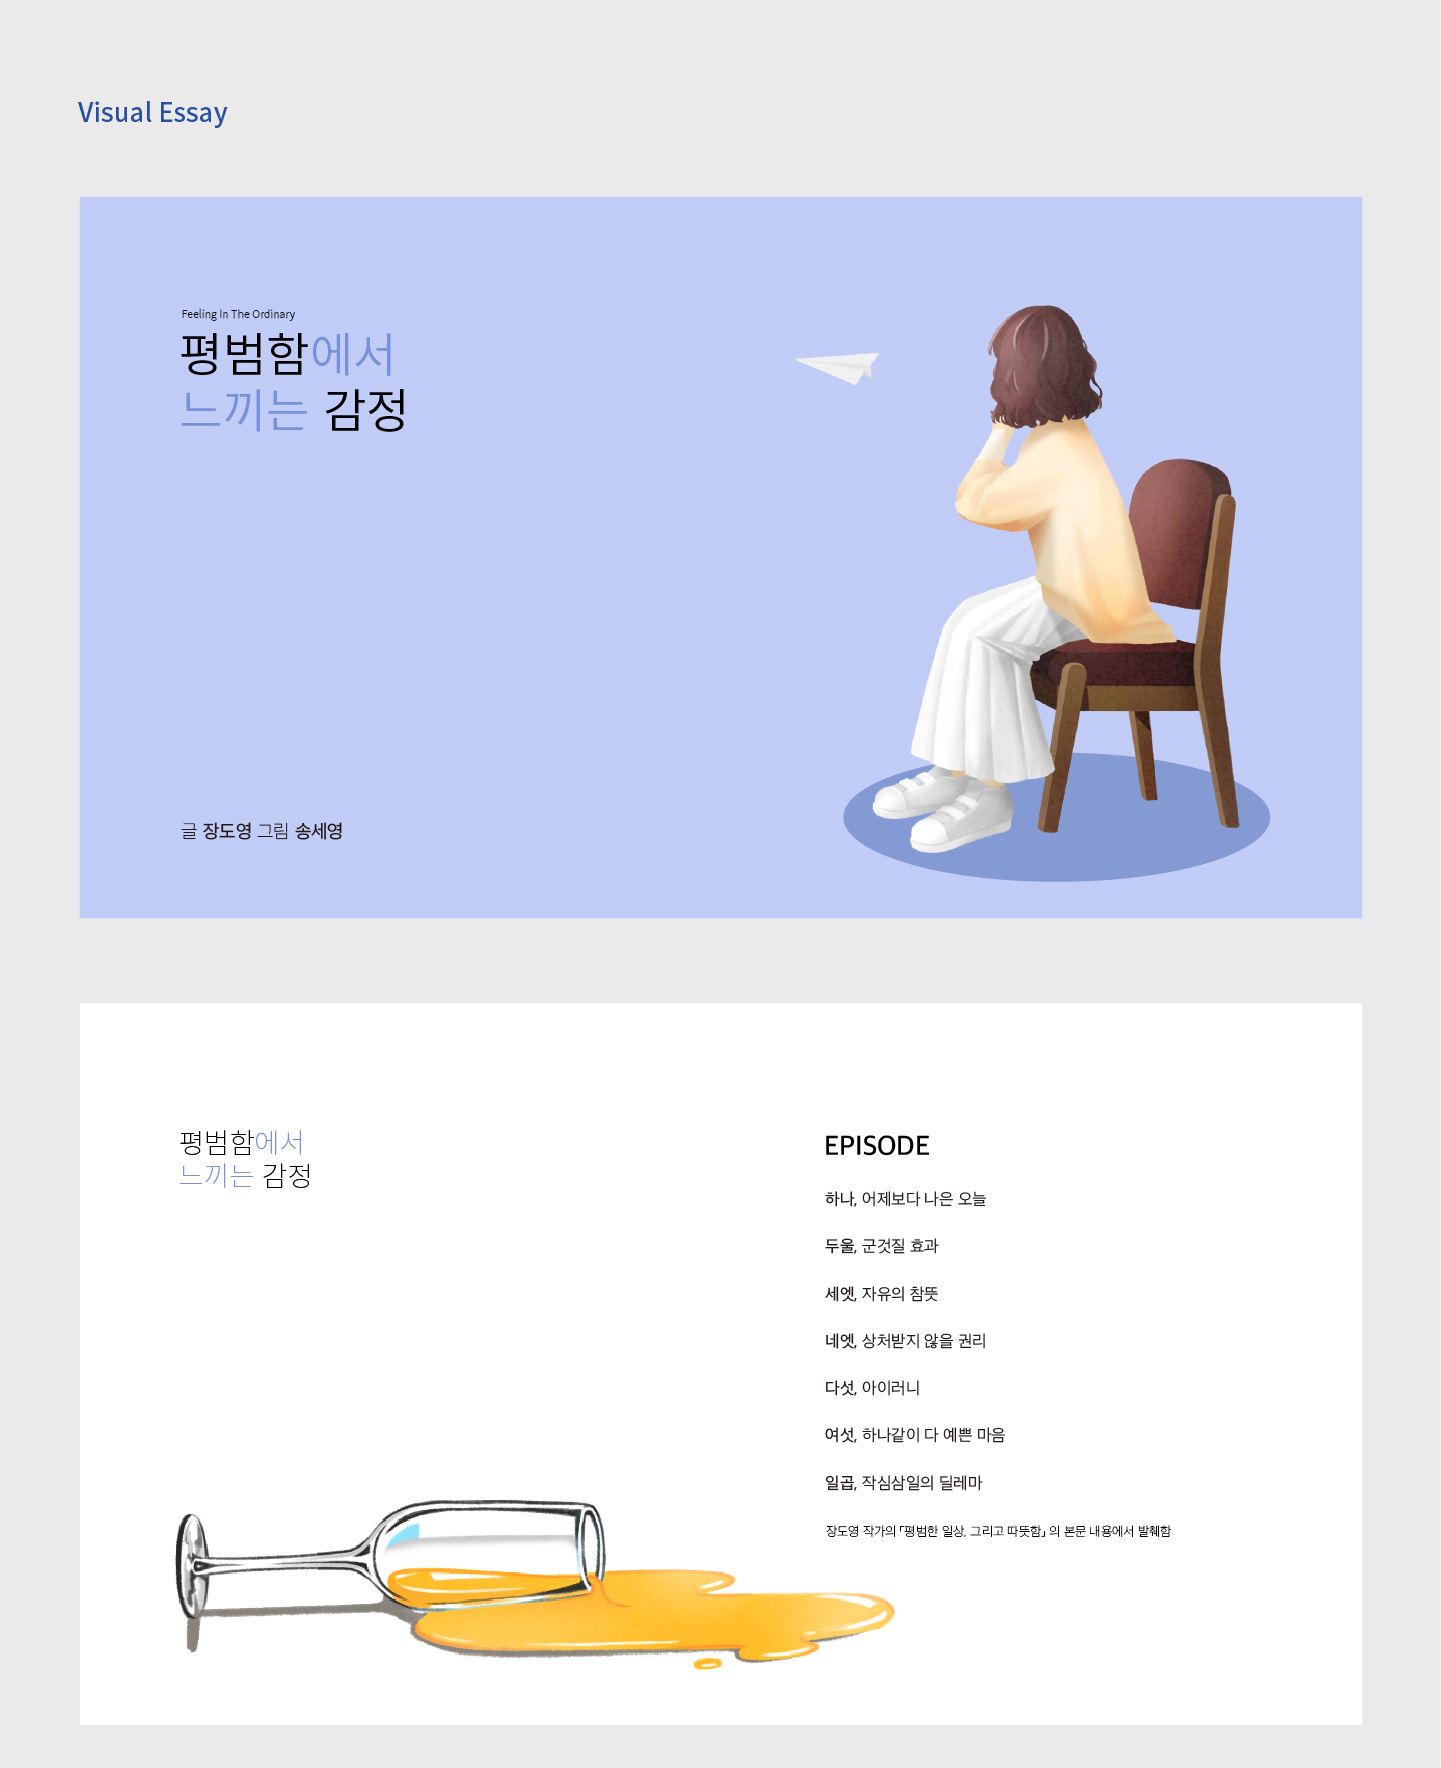 Visual Essay
Feeling In The Ordinary
평범함에서
느끼는 감정
글 장도영 그림 송세영
평범함에서
느끼는 감정
EPISODE
하나, 어제보다 나은 오늘
두울, 군것질 효과
세엣, 자유의 참뜻
네엣, 상처받지 않을 권리
다섯, 아이러니
여섯, 하나같이 다 예쁜 마음
일곱, 작심삼일의 딜레마
장도영 작가의 「평범한 일상, 그리고 따뜻함」 의 본문 내용에서 발췌함